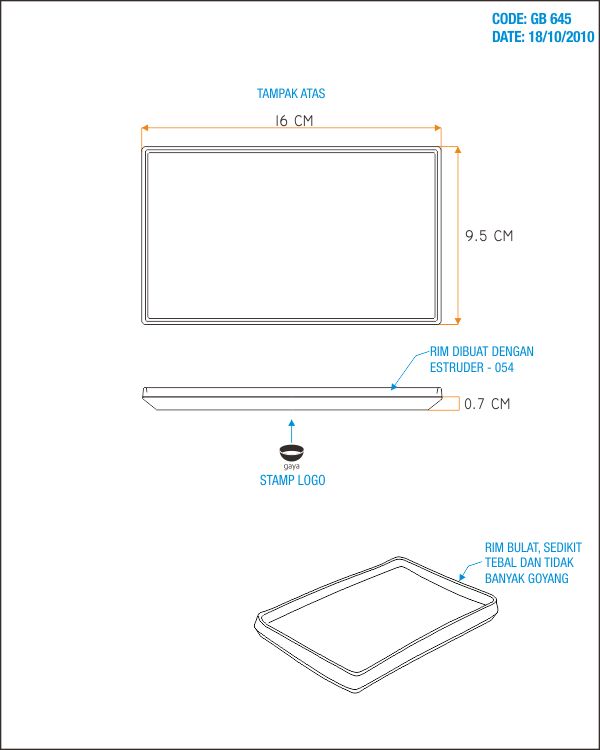 CODE: GB 645
DATE: 18/10/2010
TAMPAK ATAS
16 CM
9.5 CM
RIM DIBUAT DENGAN
ESTRUDER - 054
0.7 CM
gaya
STAMP LOGO
RIM BULAT, SEDIKIT
TEBAL DAN TIDAK
BANYAK GOYANG